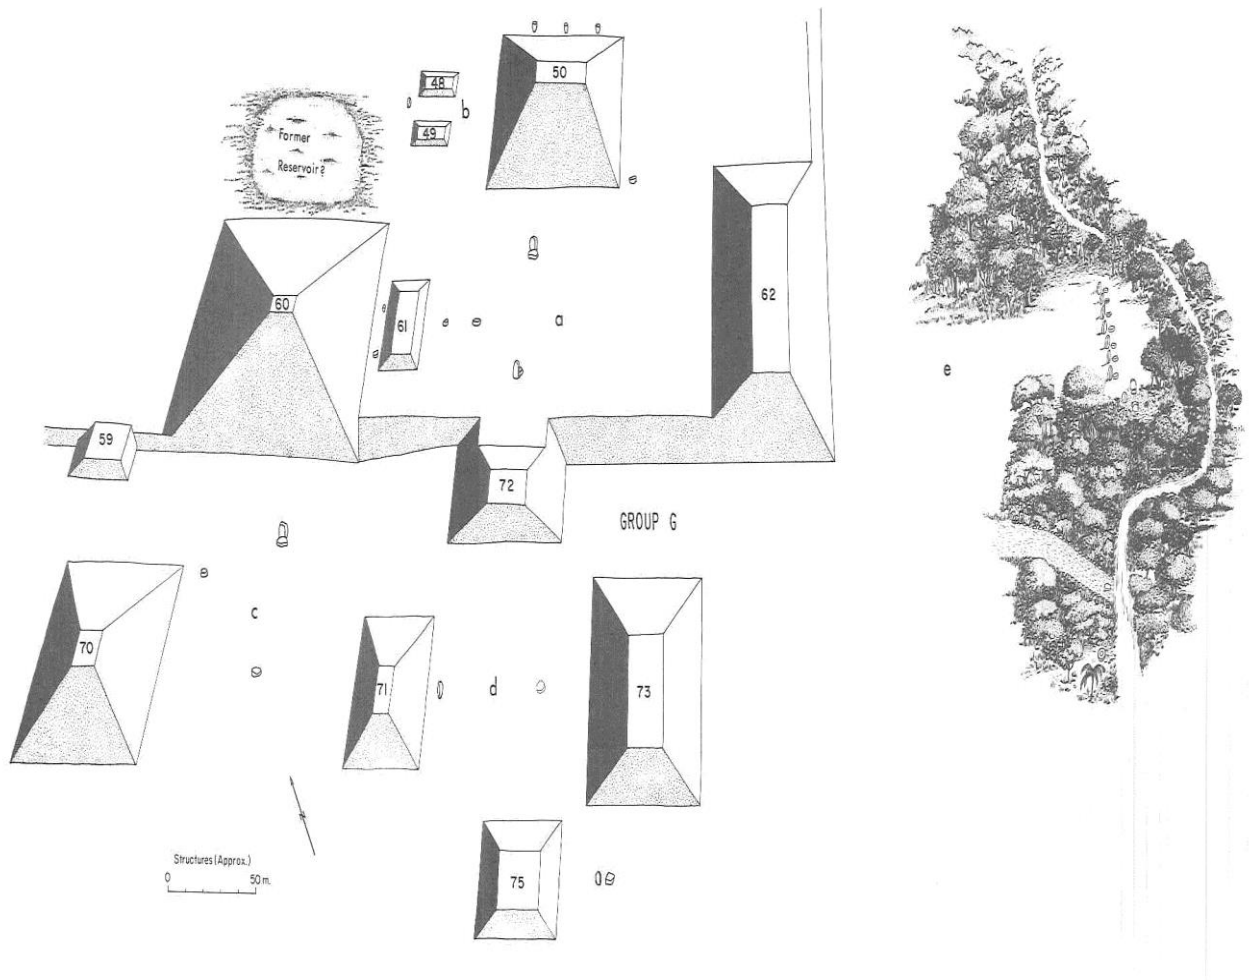 50
48
b
49
Former
Reservoir?
62
60
61
a
e
59
72
GROUP G
c
70
71
d
73
N
Structures (Approx.)
0 50 m.
75